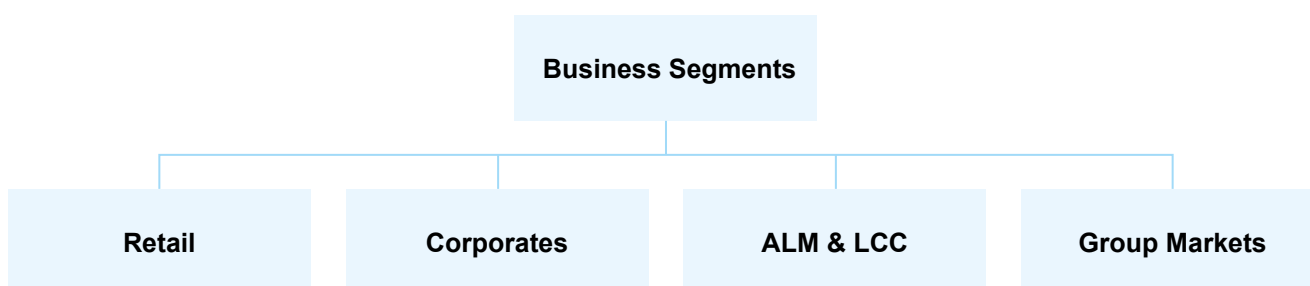 Business Segments
Retail
Corporates
ALM & LCC
Group Markets